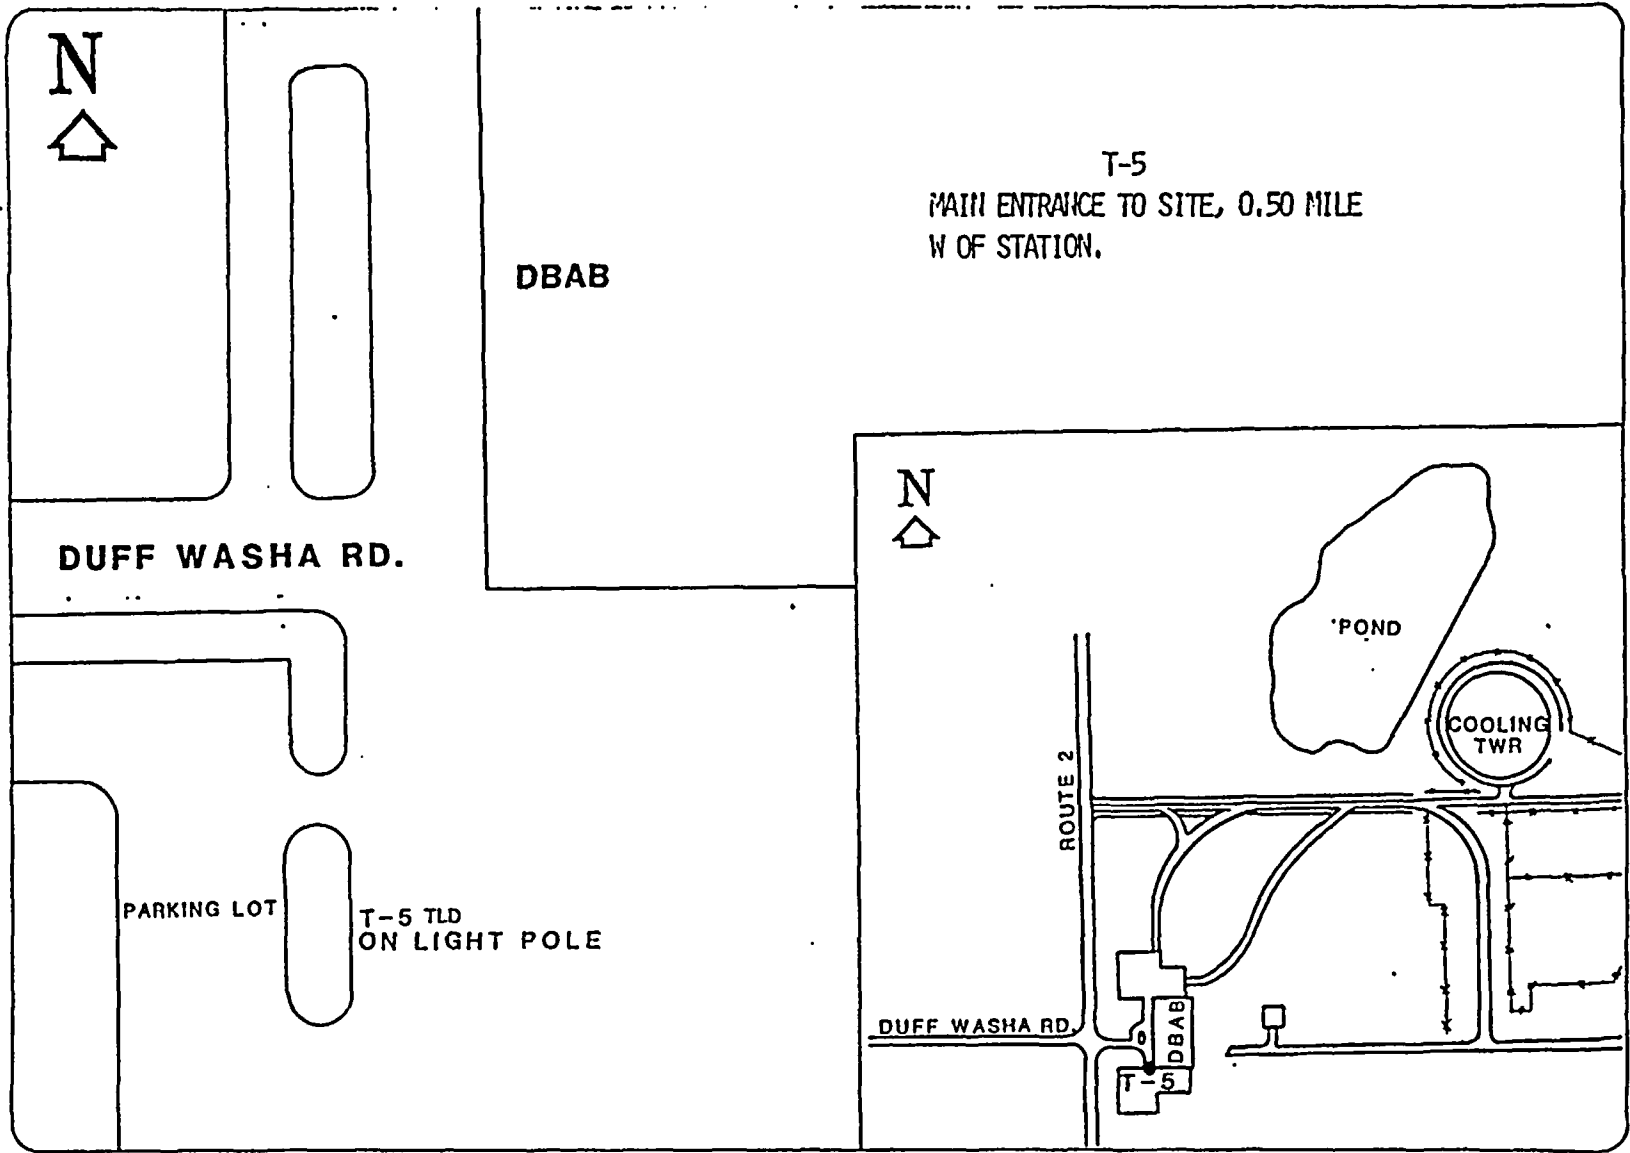 N
T-5
MAIN ENTRANCE TO SITE, 0.50 MILE
W OF STATION.
DBAB
DUFF WASHA RD.
PARKING LOT
T-5 TLD
ON LIGHT POLE
N
POND
COOLING
TWR
ROUTE 2
DUFF WASHA RD.
DBAB
T-5